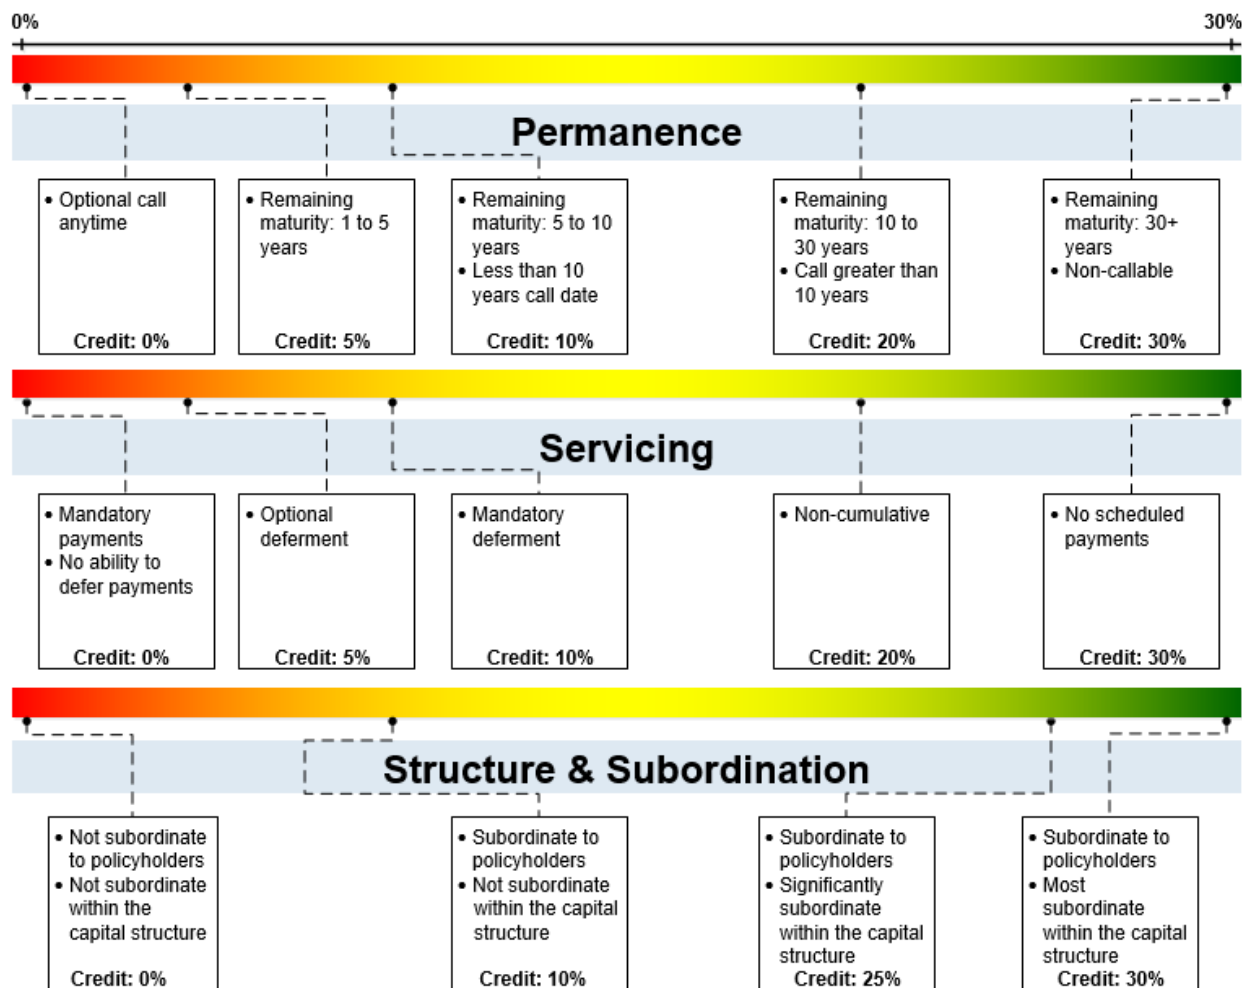 0%
30%
Permanence
• Optional call
anytime
Credit: 0%
• Remaining
maturity: 1 to 5
years
Credit: 5%
• Remaining
maturity: 5 to 10
years
• Less than 10
years call date
Credit: 10%
• Remaining
maturity: 10 to
30 years
• Call greater than
10 years
Credit: 20%
• Remaining
maturity: 30+
years
• Non-callable
Credit: 30%
Servicing
• Mandatory
payments
• No ability to
defer payments
Credit: 0%
• Optional
deferment
Credit: 5%
• Mandatory
deferment
Credit: 10%
• Non-cumulative
Credit: 20%
• No scheduled
payments
Credit: 30%
Structure & Subordination
• Not subordinate
to policyholders
• Not subordinate
within the
capital structure
Credit: 0%
• Subordinate to
policyholders
• Not subordinate
within the capital
structure
Credit: 10%
• Subordinate to
policyholders
• Significantly
subordinate
within the capital
structure
Credit: 25%
• Subordinate to
policyholders
• Most
subordinate
within the capital
structure
Credit: 30%